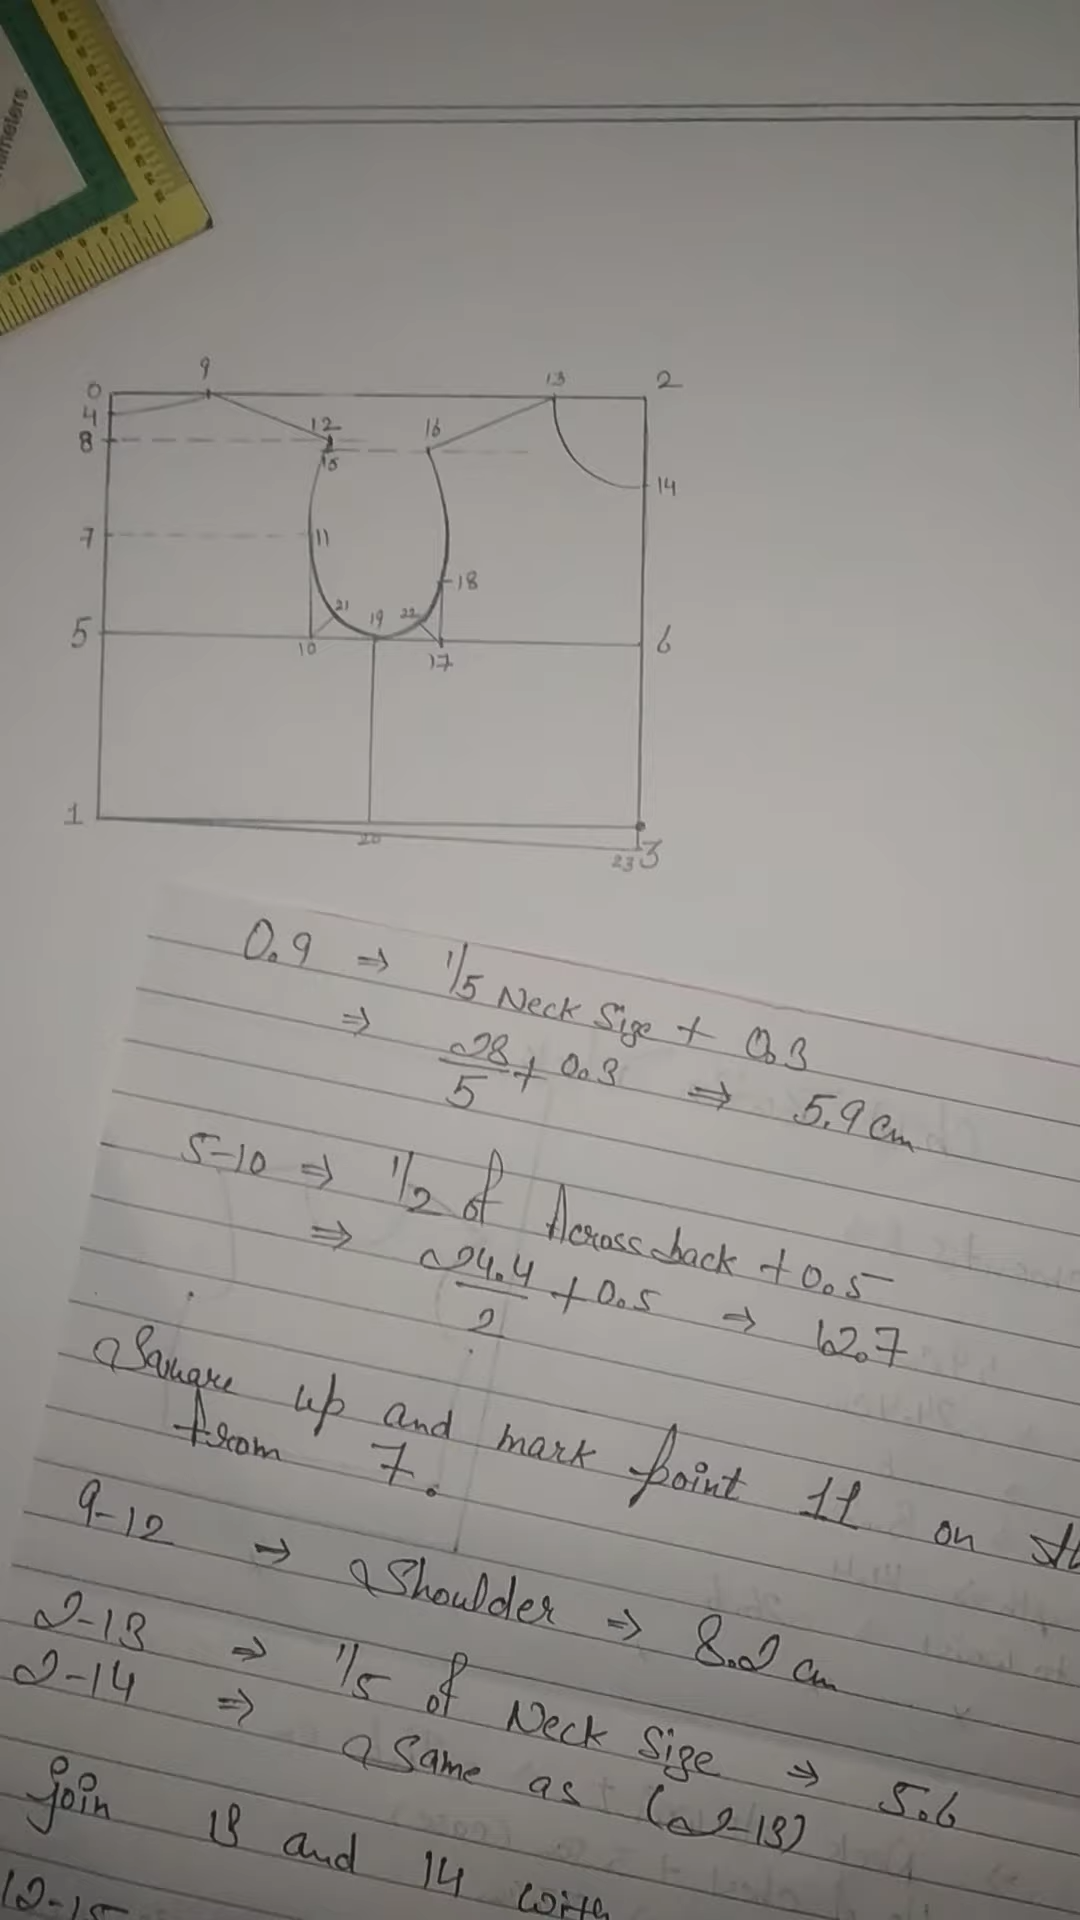 meters
0
9
13
2
4
8
12
16
15
14
7
11
18
21
19
22
5
10
17
6
1
20
23
3
0.9 ⇒ 1/5 Neck Size + 0.3
⇒ 28/5 + 0.3 ⇒ 5.9 cm
5-10 ⇒ 1/2 of Across back + 0.5
⇒ 24.4/2 + 0.5 ⇒ 12.7
Square up and mark point 11 on
from 7.
9-12 ⇒ Shoulder ⇒ 8.2 cm
2-13 ⇒ 1/5 of Neck Size ⇒ 5.6
2-14 ⇒ Same as (2-13)
Join 13 and 14 with
12-15